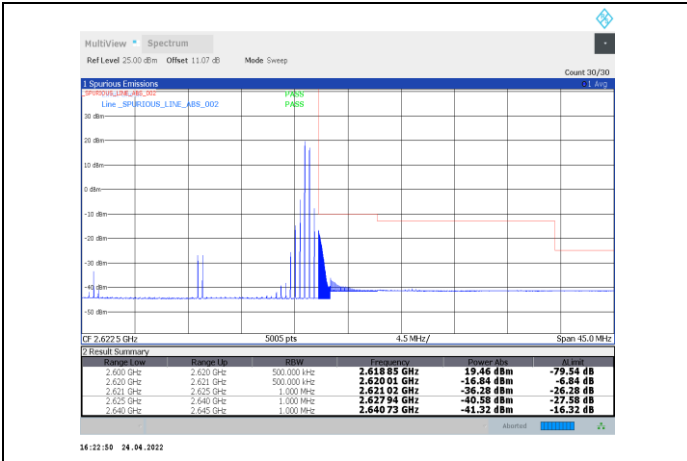 MultiView Spectrum
Ref Level 25.00 dBm Offset 11.07 dB Mode Sweep
Count 30/30
1 Spurious Emissions 1 Avg
_SPURIOUS_LINE_ABS_002 PASS
Line _SPURIOUS_LINE_ABS_002 PASS
30 dBm
20 dBm
10 dBm
0 dBm
-10 dBm
-20 dBm
-30 dBm
-40 dBm
-50 dBm
CF 2.6225 GHz 5005 pts 4.5 MHz/ Span 45.0 MHz
2 Result Summary
Range Low Range Up RBW Frequency Power Abs ΔLimit
2.600 GHz 2.620 GHz 500.000 kHz 2.618 85 GHz 19.46 dBm -79.54 dB
2.620 GHz 2.621 GHz 500.000 kHz 2.620 01 GHz -16.84 dBm -6.84 dB
2.621 GHz 2.625 GHz 1.000 MHz 2.621 02 GHz -36.28 dBm -26.28 dB
2.625 GHz 2.640 GHz 1.000 MHz 2.627 94 GHz -40.58 dBm -27.58 dB
2.640 GHz 2.645 GHz 1.000 MHz 2.640 73 GHz -41.32 dBm -16.32 dB
Aborted
16:22:50 24.04.2022